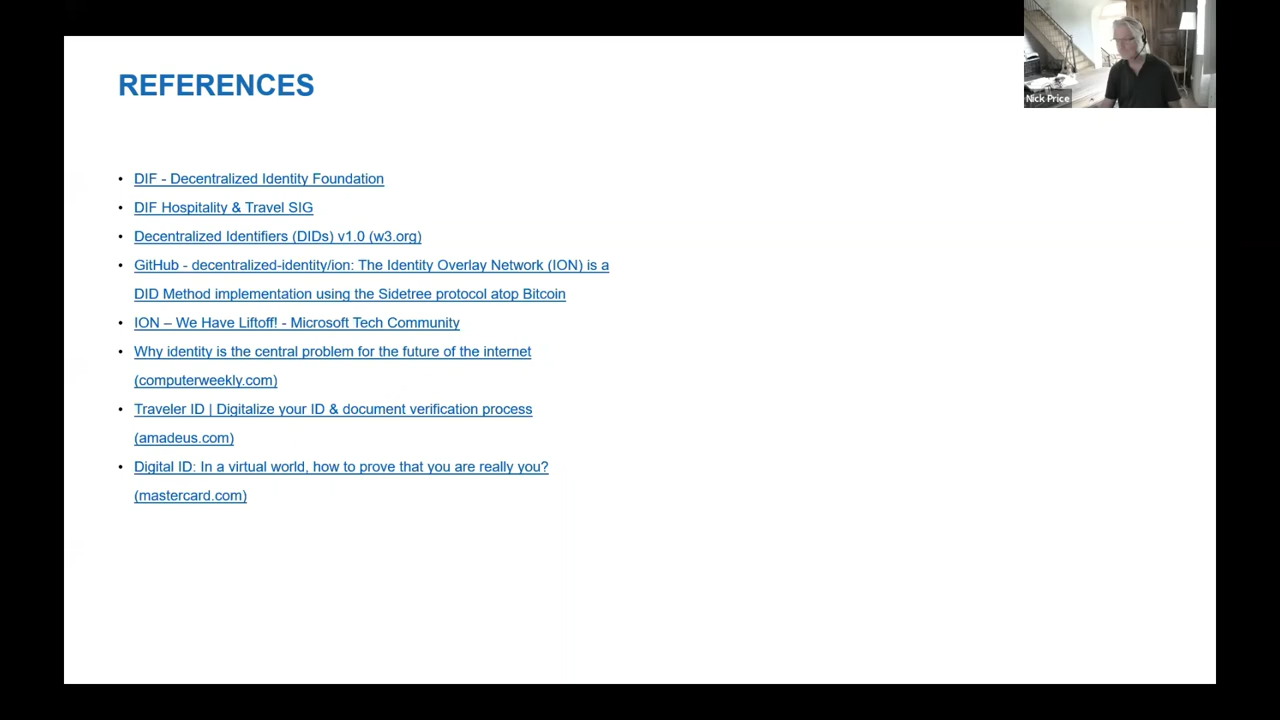 REFERENCES
Nick Price
• DIF - Decentralized Identity Foundation
• DIF Hospitality & Travel SIG
• Decentralized Identifiers (DIDs) v1.0 (w3.org)
• GitHub - decentralized-identity/ion: The Identity Overlay Network (ION) is a
DID Method implementation using the Sidetree protocol atop Bitcoin
• ION – We Have Liftoff! - Microsoft Tech Community
• Why identity is the central problem for the future of the internet
(computerweekly.com)
• Traveler ID | Digitalize your ID & document verification process
(amadeus.com)
• Digital ID: In a virtual world, how to prove that you are really you?
(mastercard.com)